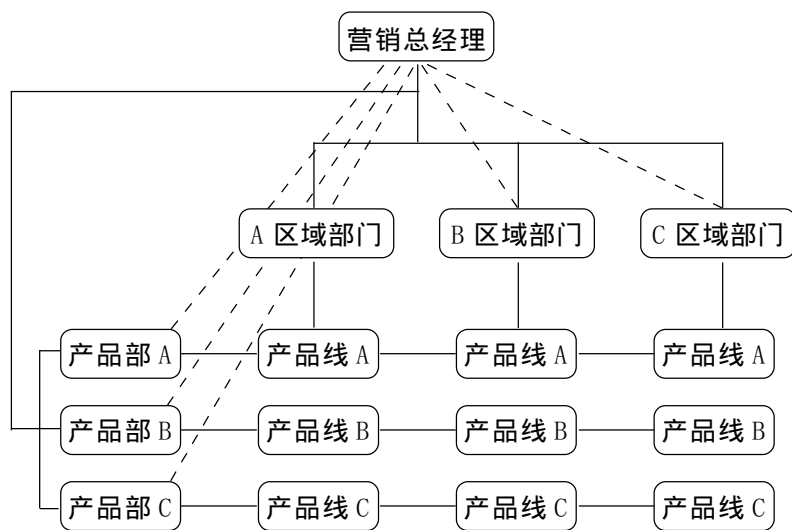 营销总经理
A 区域部门 B 区域部门 C 区域部门
产品部 A 产品线 A 产品线 A 产品线 A
产品部 B 产品线 B 产品线 B 产品线 B
产品部 C 产品线 C 产品线 C 产品线 C